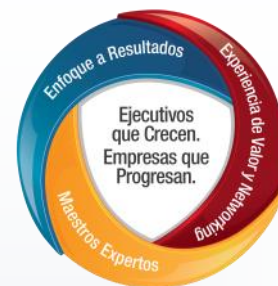 Enfoque a Resultados
Experiencia de Valor y Networking
Ejecutivos
que Crecen.
Empresas que
Progresan.
Maestros Expertos